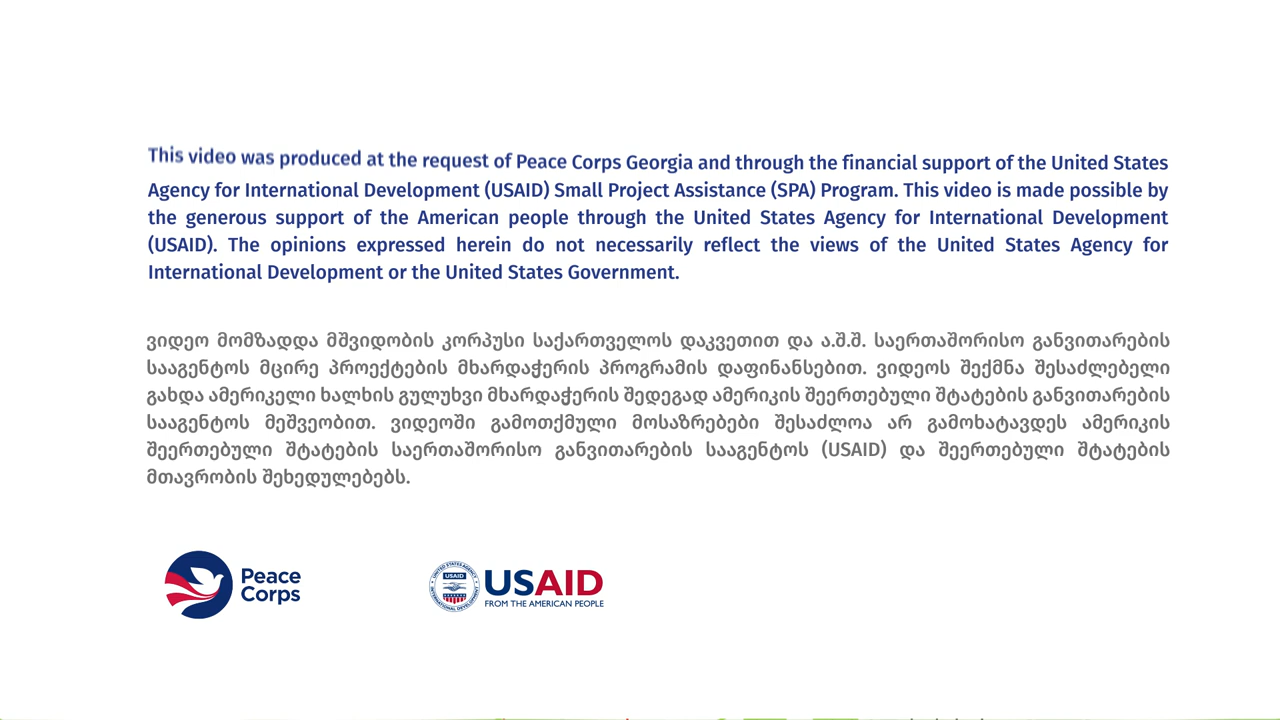 This video was produced at the request of Peace Corps Georgia and through the financial support of the United States
Agency for International Development (USAID) Small Project Assistance (SPA) Program. This video is made possible by
the generous support of the American people through the United States Agency for International Development
(USAID). The opinions expressed herein do not necessarily reflect the views of the United States Agency for
International Development or the United States Government.
ვიდეო მომზადდა მშვიდობის კორპუსი საქართველოს დაკვეთით და ა.შ.შ. საერთაშორისო განვითარების
სააგენტოს მცირე პროექტების მხარდაჭერის პროგრამის დაფინანსებით. ვიდეოს შექმნა შესაძლებელი
გახდა ამერიკელი ხალხის გულუხვი მხარდაჭერის შედეგად ამერიკის შეერთებული შტატების განვითარების
სააგენტოს მეშვეობით. ვიდეოში გამოთქმული მოსაზრებები შესაძლოა არ გამოხატავდეს ამერიკის
შეერთებული შტატების საერთაშორისო განვითარების სააგენტოს (USAID) და შეერთებული შტატების
მთავრობის შეხედულებებს.
Peace
Corps
UNITED STATES AGENCY
USAID
INTERNATIONAL DEVELOPMENT
USAID
FROM THE AMERICAN PEOPLE